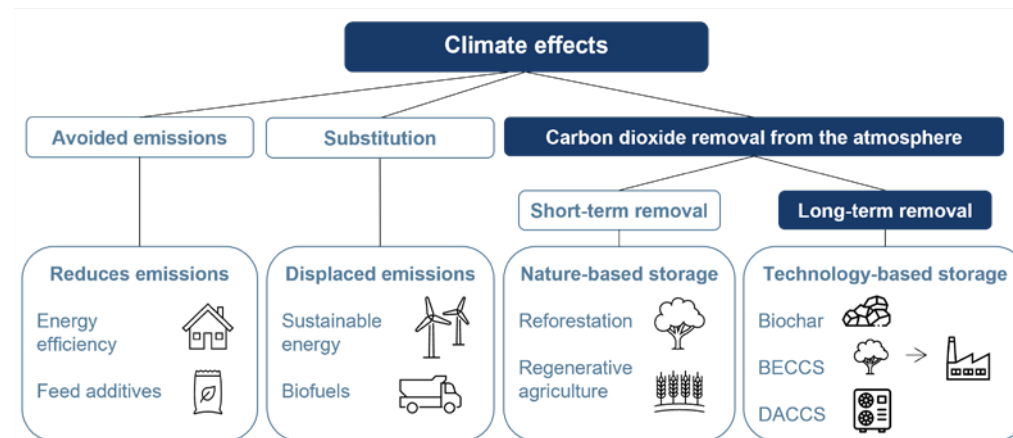 Climate effects
Avoided emissions
Substitution
Carbon dioxide removal from the atmosphere
Short-term removal
Long-term removal
Reduces emissions
Energy
efficiency
Feed additives
Displaced emissions
Sustainable
energy
Biofuels
Nature-based storage
Reforestation
Regenerative
agriculture
Technology-based storage
Biochar
BECCS
DACCS